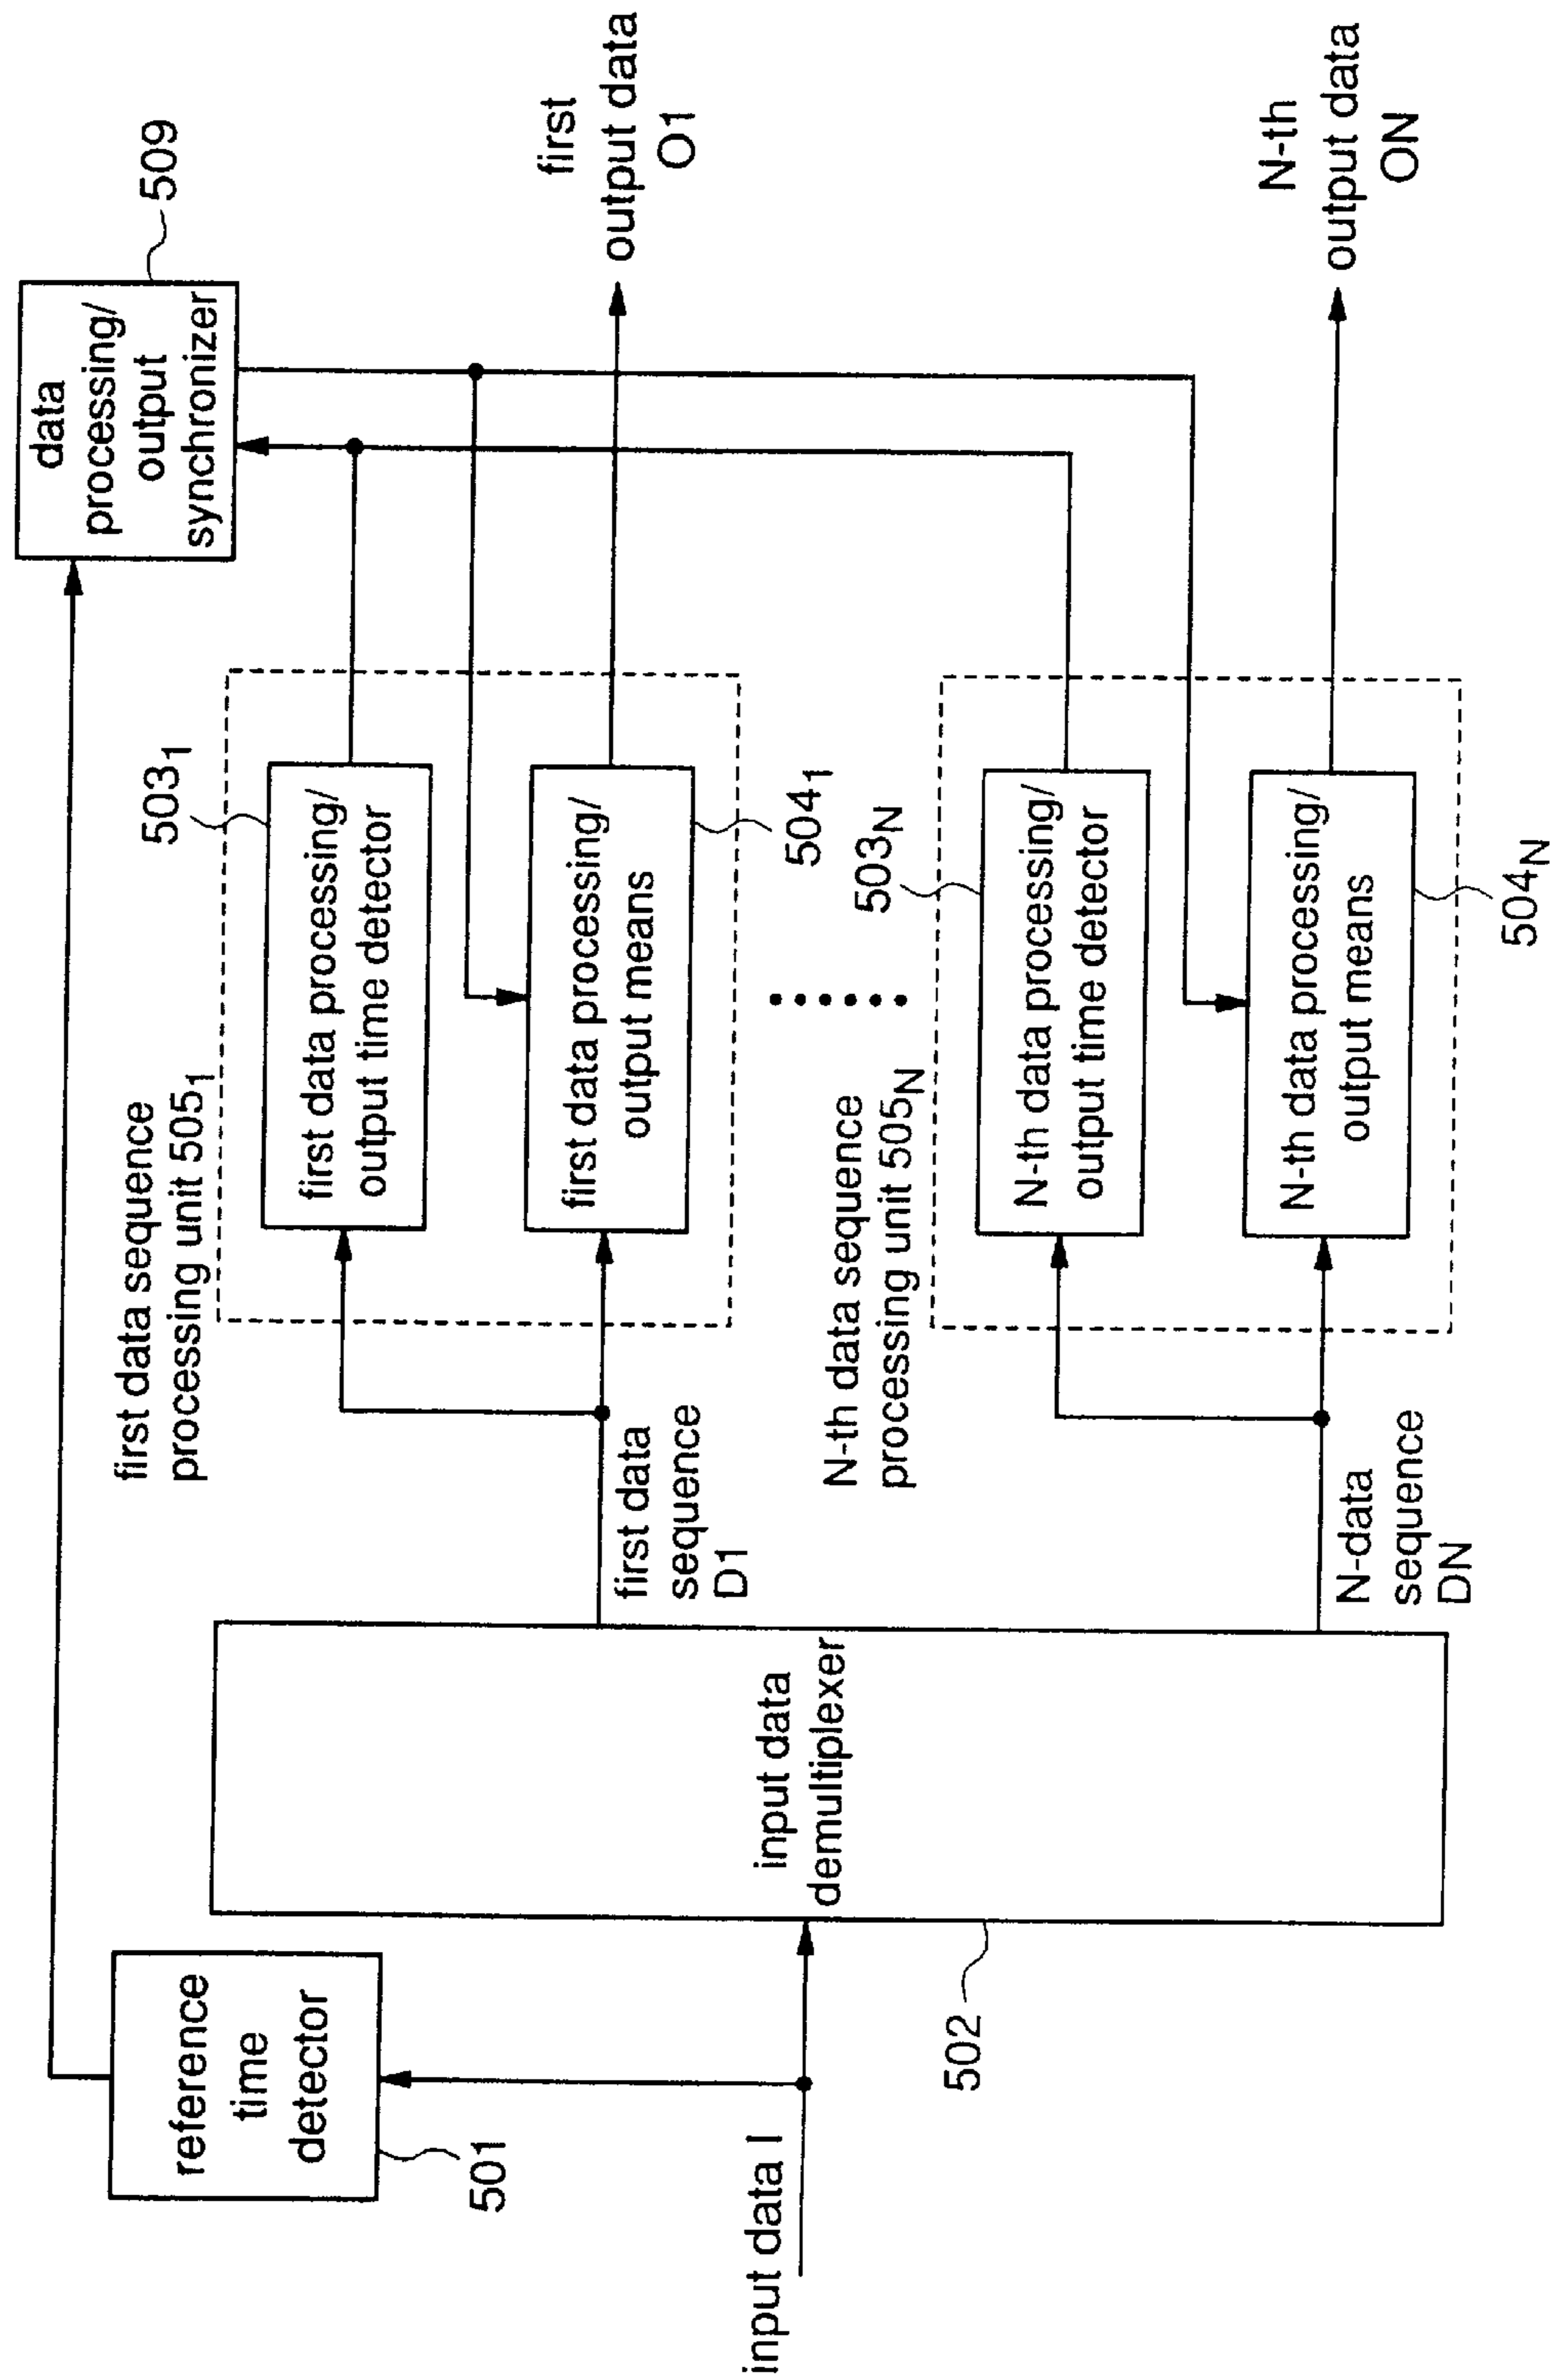 data
processing/
output
synchronizer
509
first
output data
O1
N-th
output data
ON
first data sequence
processing unit 505₁
503₁
first data processing/
output time detector
first data processing/
output means
504₁
N-th data sequence
processing unit 505N
503N
N-th data processing/
output time detector
N-th data processing/
output means
504N
first data
sequence
D1
N-data
sequence
DN
input data
demultiplexer
502
reference
time
detector
501
input data I